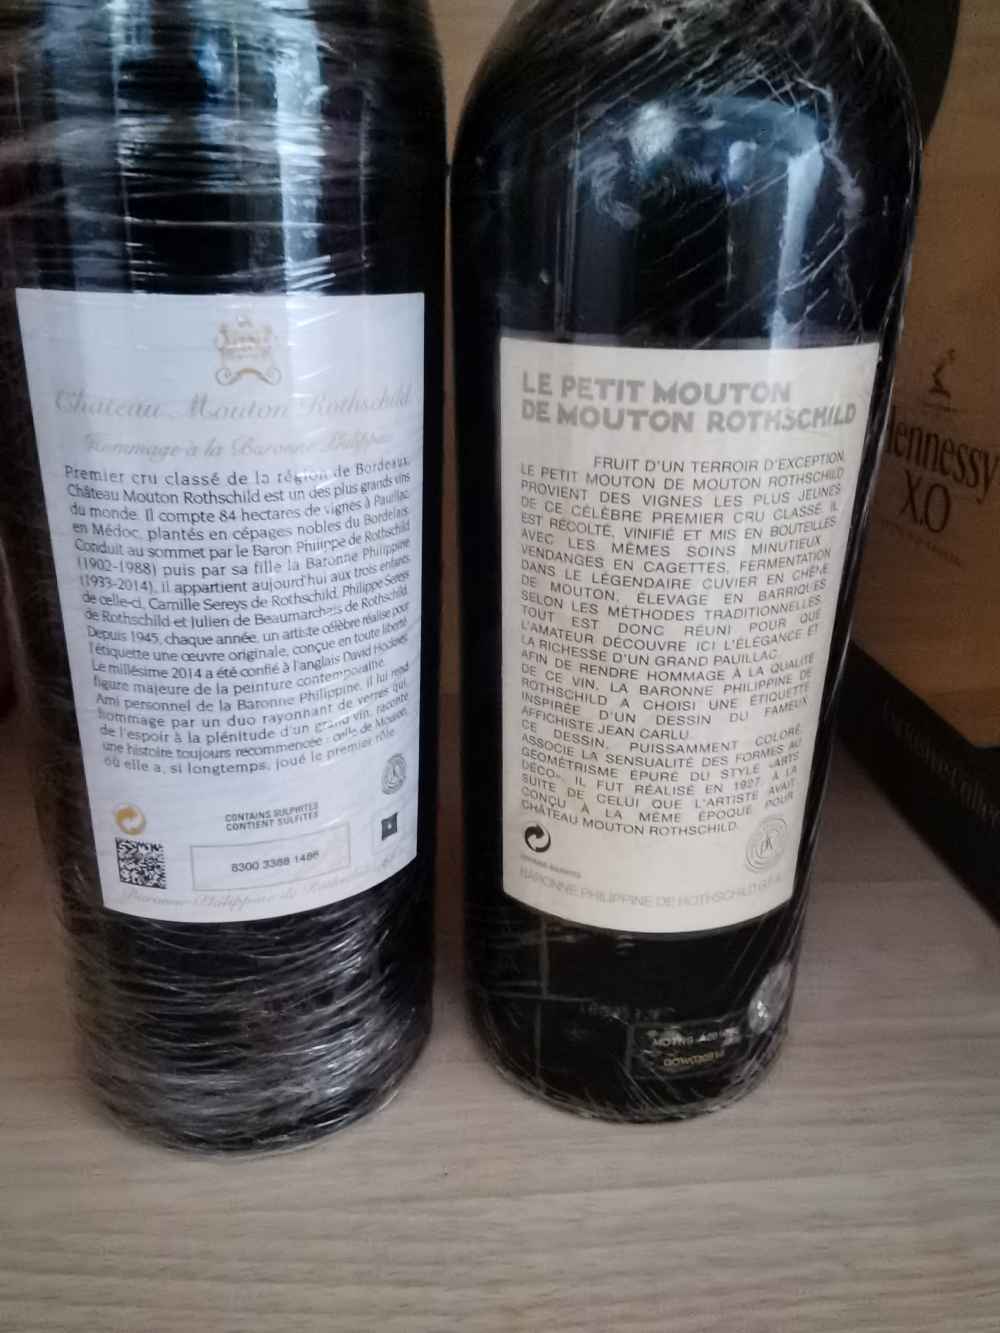 Château Mouton Rothschild
Hommage à la Baronne Philippine
Premier cru classé de la région de Bordeaux,
Château Mouton Rothschild est un des plus grands vins
du monde. Il compte 84 hectares de vignes à Pauillac,
en Médoc, plantés en cépages nobles du Bordelais.
Conduit au sommet par le Baron Philippe de Rothschild
(1902-1988) puis par sa fille la Baronne Philippine
(1933-2014), il appartient aujourd'hui aux trois enfants
de celle-ci, Camille Sereys de Rothschild, Philippe Sereys
de Rothschild et Julien de Beaumarchais de Rothschild.
Depuis 1945, chaque année, un artiste célèbre réalise pour
l'étiquette une œuvre originale, conçue en toute liberté.
Le millésime 2014 a été confié à l'anglais David Hockney,
figure majeure de la peinture contemporaine.
Ami personnel de la Baronne Philippine, il lui rend
hommage par un duo rayonnant de verres qui,
de l'espoir à la plénitude d'un grand vin, raconte
une histoire toujours recommencée : celle de Mouton,
où elle a, si longtemps, joué le premier rôle.
CONTAINS SULPHITES
CONTIENT SULFITES
8300 3388 1486
Baronne Philippine de Rothschild
LE PETIT MOUTON
DE MOUTON ROTHSCHILD
FRUIT D'UN TERROIR D'EXCEPTION,
LE PETIT MOUTON DE MOUTON ROTHSCHILD
PROVIENT DES VIGNES LES PLUS JEUNES
DE CE CÉLÈBRE PREMIER CRU CLASSÉ. IL
EST RÉCOLTÉ, VINIFIÉ ET MIS EN BOUTEILLES
AVEC LES MÊMES SOINS MINUTIEUX :
VENDANGES EN CAGETTES, FERMENTATION
DANS LE LÉGENDAIRE CUVIER EN CHÊNE
DE MOUTON, ÉLEVAGE EN BARRIQUES
SELON LES MÉTHODES TRADITIONNELLES.
TOUT EST DONC RÉUNI POUR QUE
L'AMATEUR DÉCOUVRE ICI L'ÉLÉGANCE ET
LA RICHESSE D'UN GRAND PAUILLAC.
AFIN DE RENDRE HOMMAGE À LA QUALITÉ
DE CE VIN, LA BARONNE PHILIPPINE DE
ROTHSCHILD A CHOISI UNE ÉTIQUETTE
INSPIRÉE D'UN DESSIN DU FAMEUX
AFFICHISTE JEAN CARLU.
CE DESSIN, PUISSAMMENT COLORÉ,
ASSOCIE LA SENSUALITÉ DES FORMES AU
GÉOMÉTRISME ÉPURÉ DU STYLE «ARTS
DÉCO». IL FUT RÉALISÉ EN 1927, À LA
SUITE DE CELUI QUE L'ARTISTE AVAIT
CONÇU À LA MÊME ÉPOQUE POUR
CHÂTEAU MOUTON ROTHSCHILD.
BARONNE PHILIPPINE DE ROTHSCHILD G.F.A.
Hennessy
X.O